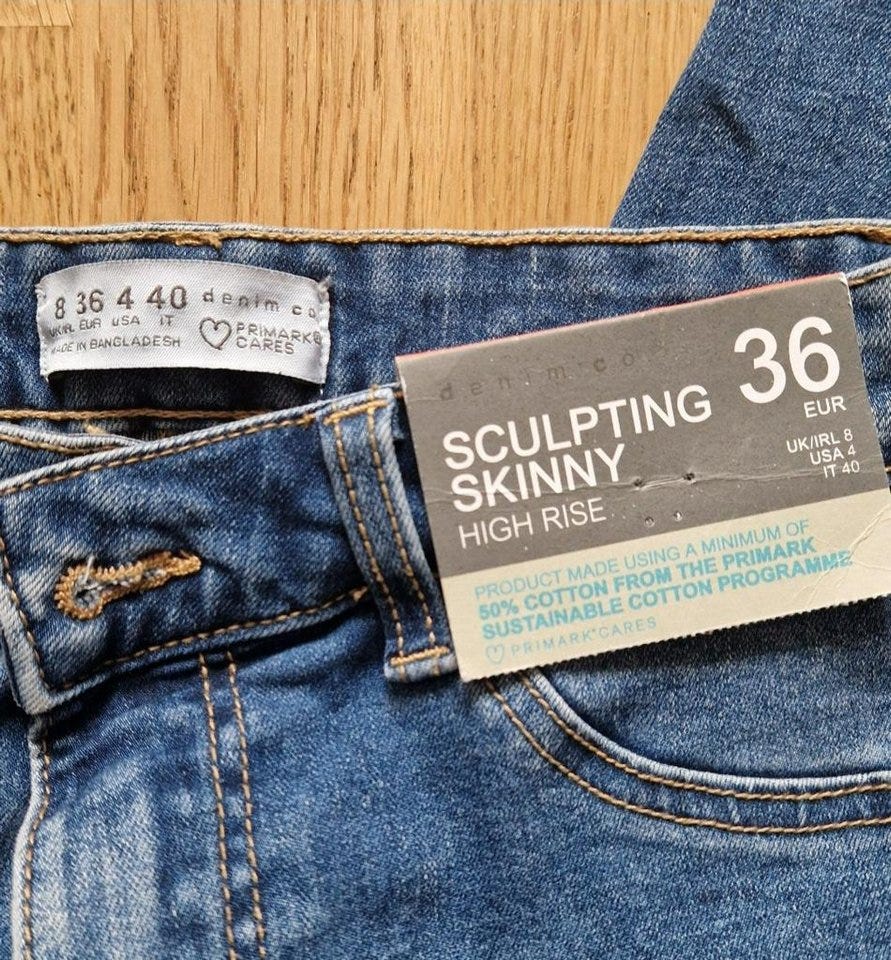 8 36 4 40 denim co
UK/IRL EUR USA IT
MADE IN BANGLADESH
PRIMARK®
CARES
denim co
36
EUR
SCULPTING
SKINNY
HIGH RISE
UK/IRL 8
USA 4
IT 40
PRODUCT MADE USING A MINIMUM OF
50% COTTON FROM THE PRIMARK
SUSTAINABLE COTTON PROGRAMME
PRIMARK®CARES